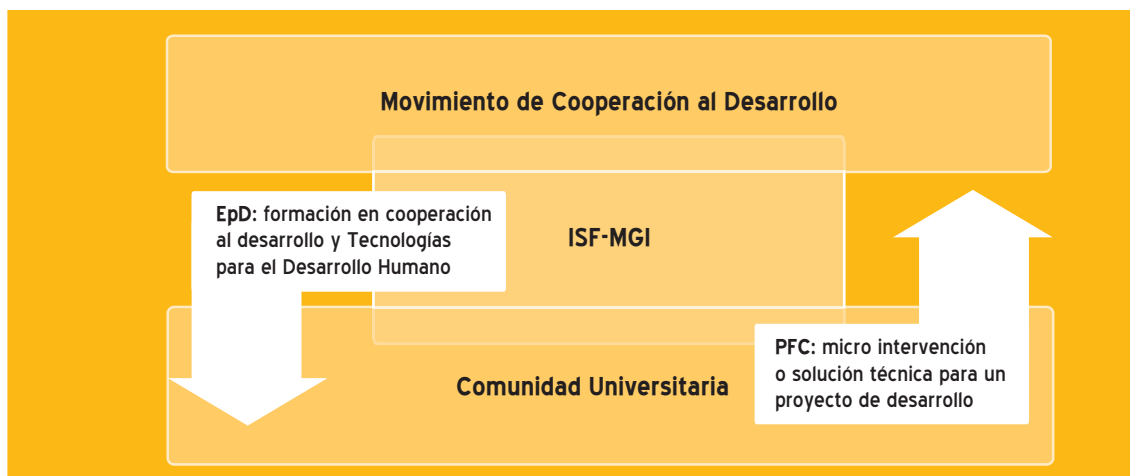 Movimiento de Cooperación al Desarrollo
EpD: formación en cooperación
al desarrollo y Tecnologías
para el Desarrollo Humano
ISF-MGI
PFC: micro intervención
o solución técnica para un
proyecto de desarrollo
Comunidad Universitaria